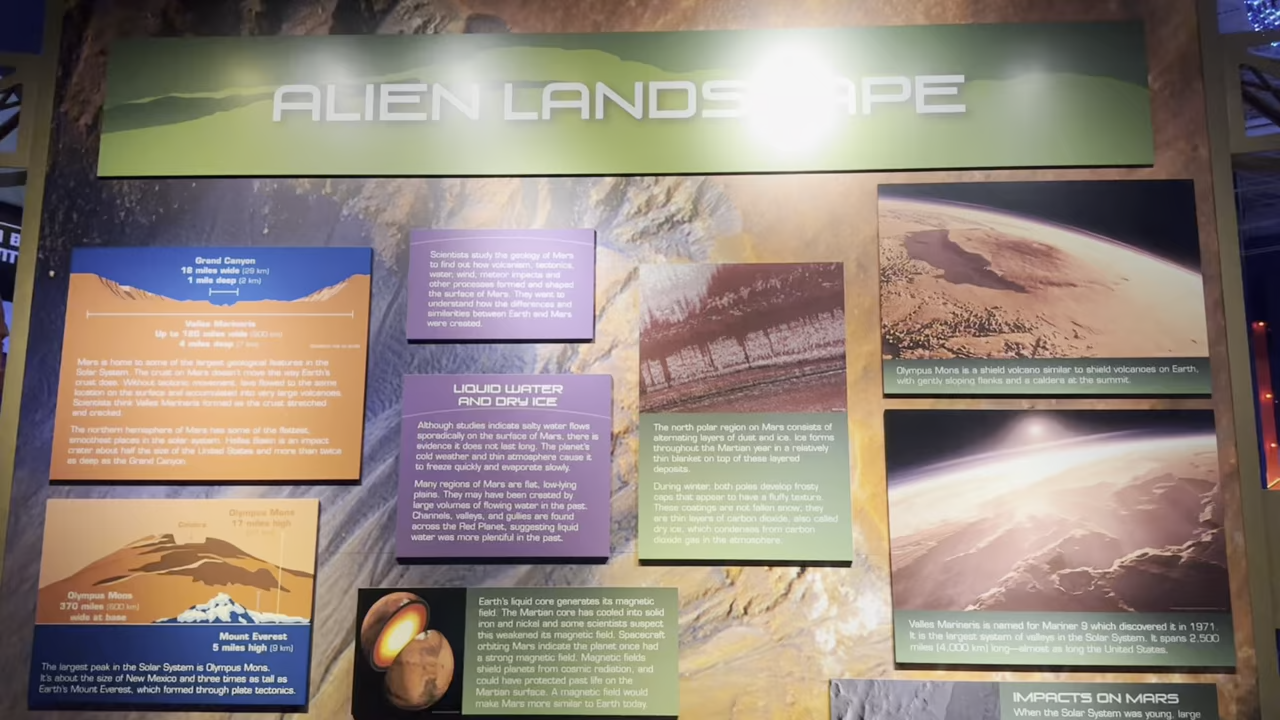 ALIEN LANDSCAPE
Grand Canyon
18 miles wide (29 km)
1 mile deep (2 km)
Valles Marineris
Up to 120 miles wide
4 miles deep
Mars is home to some of the largest geological features in the
Solar System. The crust on Mars doesn't move the way Earth's
crust does. Without tectonic movement, lava flowed to the same
location on the surface and accumulated into very large volcanoes.
Scientists think Valles Marineris formed as the crust stretched
and cracked.
The northern hemisphere of Mars has some of the flattest,
smoothest places in the solar system. Hellas Basin is an impact
crater about half the size of the United States and more than twice
as deep as the Grand Canyon.
Caldera
Olympus Mons
17 miles high
Olympus Mons
370 miles (600 km)
wide at base
Mount Everest
5 miles high (9 km)
The largest peak in the Solar System is Olympus Mons.
It's about the size of New Mexico and three times as tall as
Earth's Mount Everest, which formed through plate tectonics.
Scientists study the geology of Mars
to find out how volcanism, tectonics,
water, wind, meteor impacts and
other processes formed and shaped
the surface of Mars. They want to
understand how the differences and
similarities between Earth and Mars
were created.
LIQUID WATER
AND DRY ICE
Although studies indicate salty water flows
sporadically on the surface of Mars, there is
evidence it does not last long. The planet's
cold weather and thin atmosphere cause it
to freeze quickly and evaporate slowly.
Many regions of Mars are flat, low-lying
plains. They may have been created by
large volumes of flowing water in the past.
Channels, valleys, and gullies are found
across the Red Planet, suggesting liquid
water was more plentiful in the past.
Earth's liquid core generates its magnetic
field. The Martian core has cooled into solid
iron and nickel and some scientists suspect
this weakened its magnetic field. Spacecraft
orbiting Mars indicate the planet once had
a strong magnetic field. Magnetic fields
shield planets from cosmic radiation, and
could have protected past life on the
Martian surface. A magnetic field would
make Mars more similar to Earth today.
The north polar region on Mars consists of
alternating layers of dust and ice. Ice forms
throughout the Martian year in a relatively
thin blanket on top of these layered
deposits.
During winter, both poles develop frosty
caps that appear to have a fluffy texture.
These coatings are not fallen snow, they
are thin layers of carbon dioxide, also called
dry ice, which condenses from carbon
dioxide gas in the atmosphere.
Olympus Mons is a shield volcano similar to shield volcanoes on Earth,
with gently sloping flanks and a caldera at the summit.
Valles Marineris is named for Mariner 9 which discovered it in 1971.
It is the largest system of valleys in the Solar System. It spans 2,500
miles (4,000 km) long—almost as long the United States.
IMPACTS ON MARS
When the Solar System was young, large